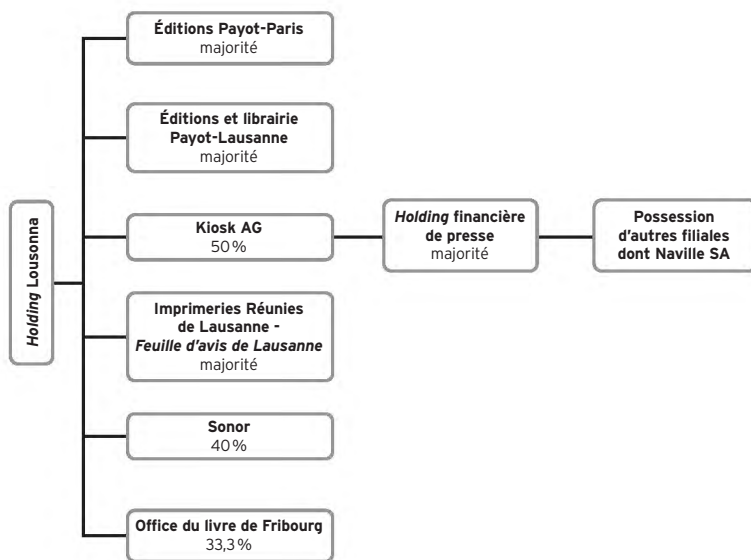 Éditions Payot-Paris
majorité
Éditions et librairie
Payot-Lausanne
majorité
Holding Lousonna
Kiosk AG
50 %
Holding financière
de presse
majorité
Possession
d'autres filiales
dont Naville SA
Imprimeries Réunies
de Lausanne -
Feuille d'avis de Lausanne
majorité
Sonor
40 %
Office du livre de Fribourg
33,3 %